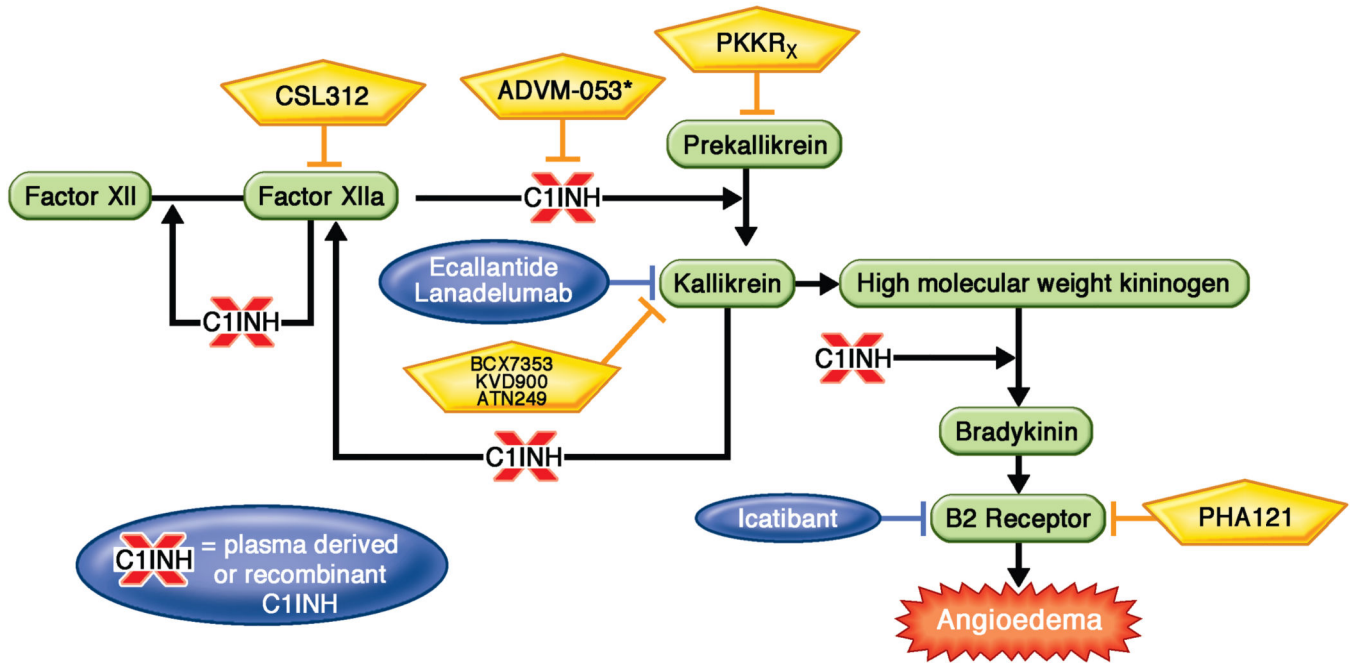 PKKRX
CSL312
ADVM-053*
Prekallikrein
Factor XII
Factor XIIa
C1INH
Ecallantide
Lanadelumab
Kallikrein
High molecular weight kininogen
C1INH
C1INH
BCX7353
KVD900
ATN249
Bradykinin
C1INH
Icatibant
B2 Receptor
PHA121
C1INH = plasma derived
or recombinant
C1INH
Angioedema